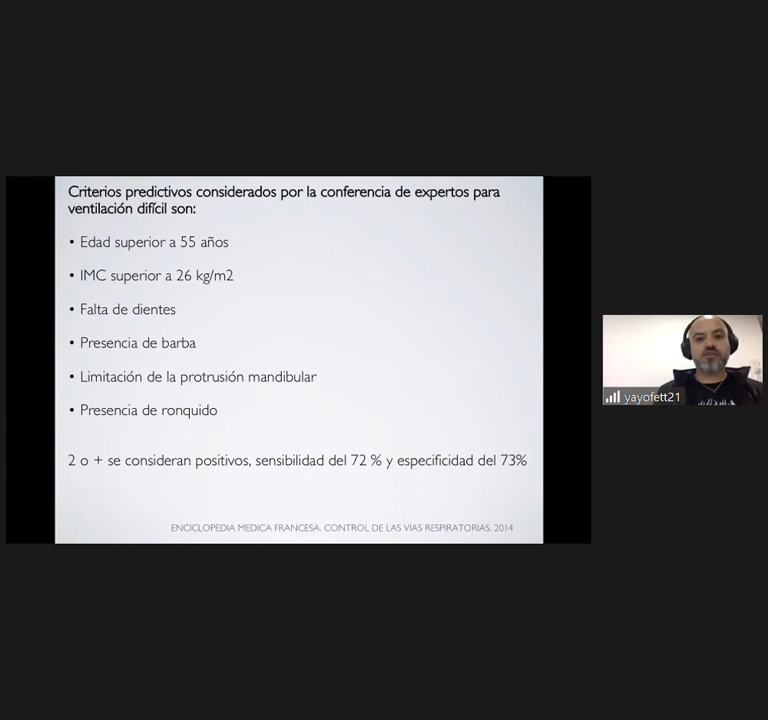 Criterios predictivos considerados por la conferencia de expertos para
ventilación difícil son:
• Edad superior a 55 años
• IMC superior a 26 kg/m2
• Falta de dientes
• Presencia de barba
• Limitación de la protrusión mandibular
• Presencia de ronquido
2 o + se consideran positivos, sensibilidad del 72 % y especificidad del 73%
ENCICLOPEDIA MEDICA FRANCESA. CONTROL DE LAS VIAS RESPIRATORIAS. 2014
yayofett21